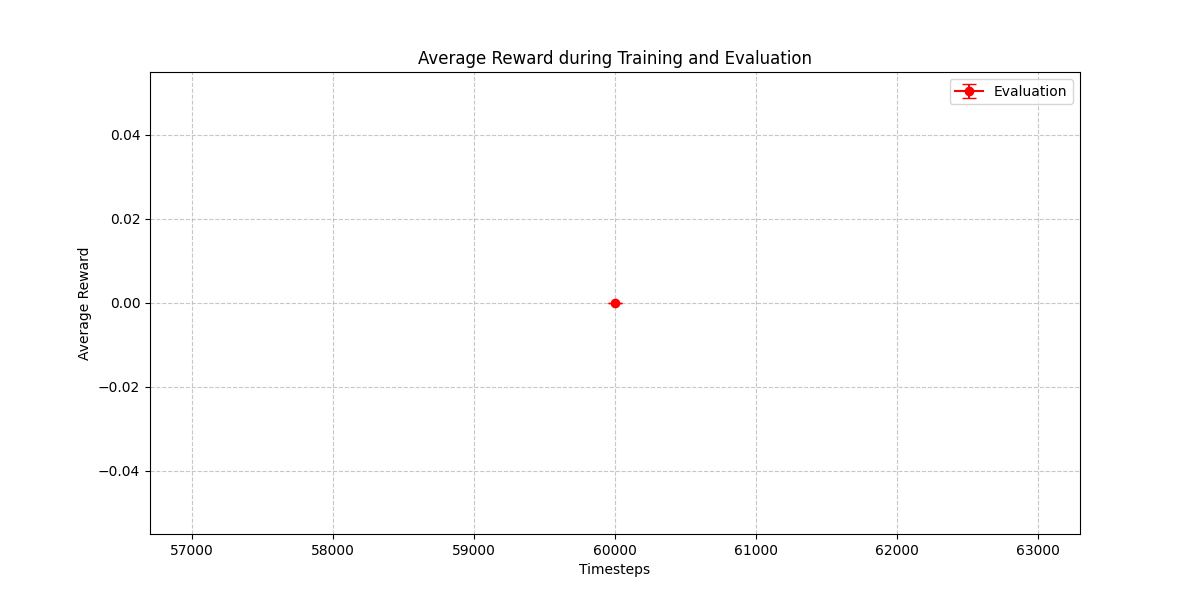 Average Reward during Training and Evaluation
Evaluation
Average Reward
0.04
0.02
0.00
−0.02
−0.04
57000 58000 59000 60000 61000 62000 63000
Timesteps